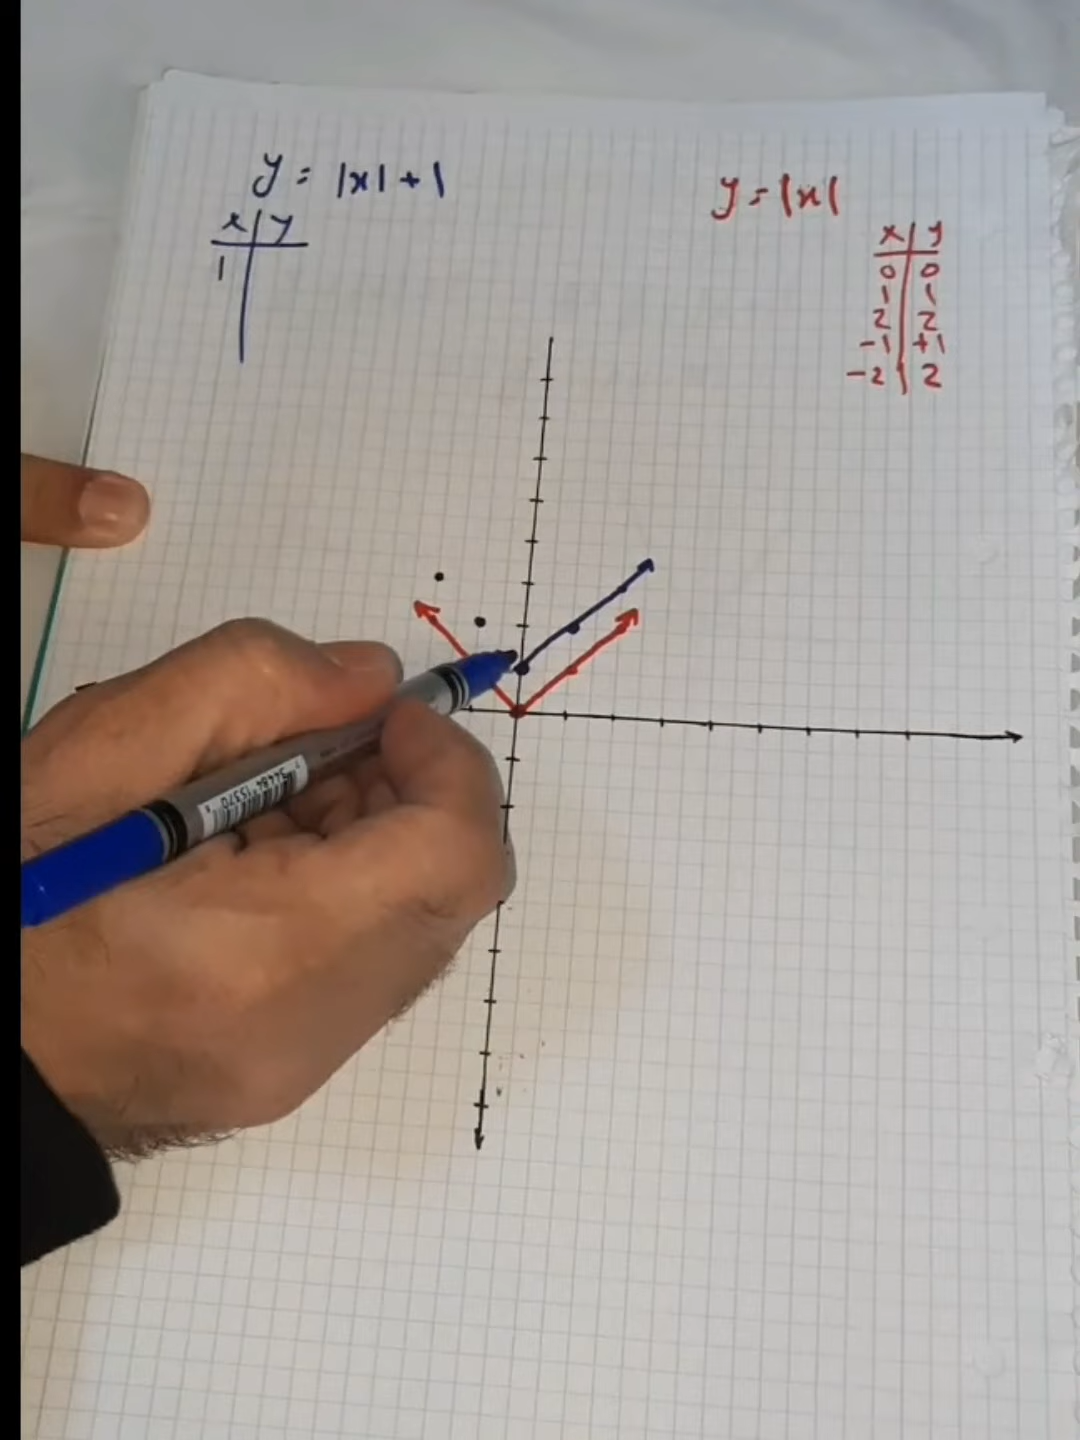 y = |x| + 1
x | y
1
y = |x|
x | y
0 | 0
1 | 1
2 | 2
-1 | +1
-2 | 2